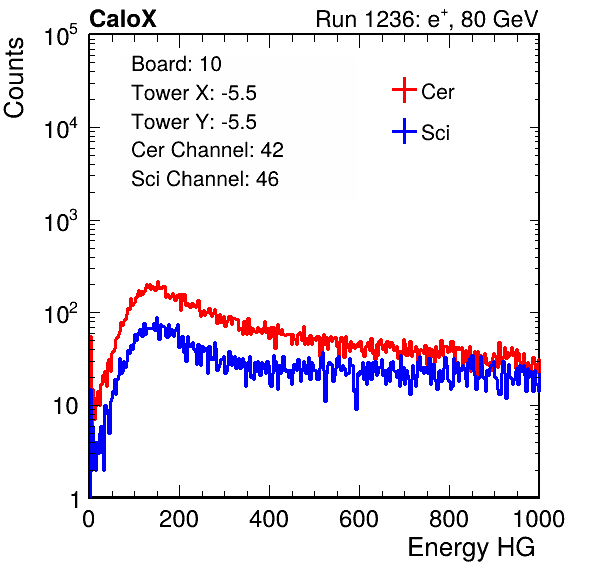 CaloX Run 1236: e⁺, 80 GeV
Counts
10⁵
10⁴
10³
10²
10
1
Board: 10
Tower X: -5.5
Tower Y: -5.5
Cer Channel: 42
Sci Channel: 46
Cer
Sci
0 200 400 600 800 1000
Energy HG